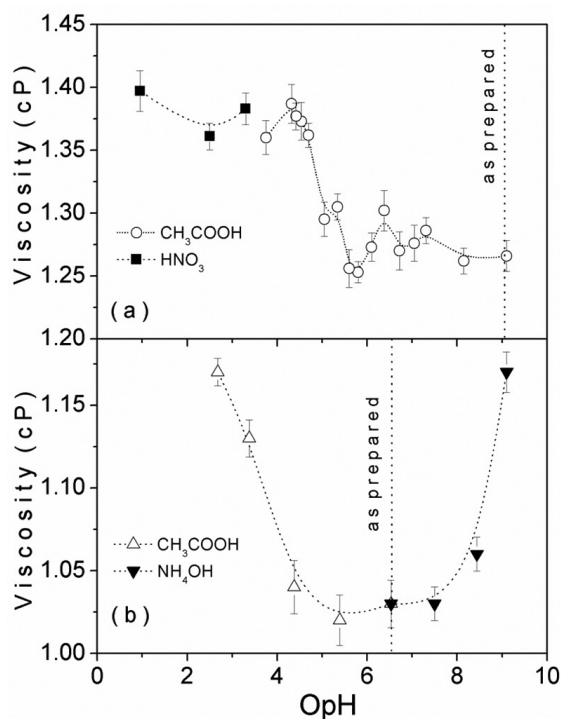 1.45
1.40
1.35
1.30
1.25
1.20
Viscosity (cP)
as prepared
CH₃COOH
HNO₃
(a)
1.15
1.10
1.05
1.00
Viscosity (cP)
as prepared
CH₃COOH
NH₄OH
(b)
0 2 4 6 8 10
OpH